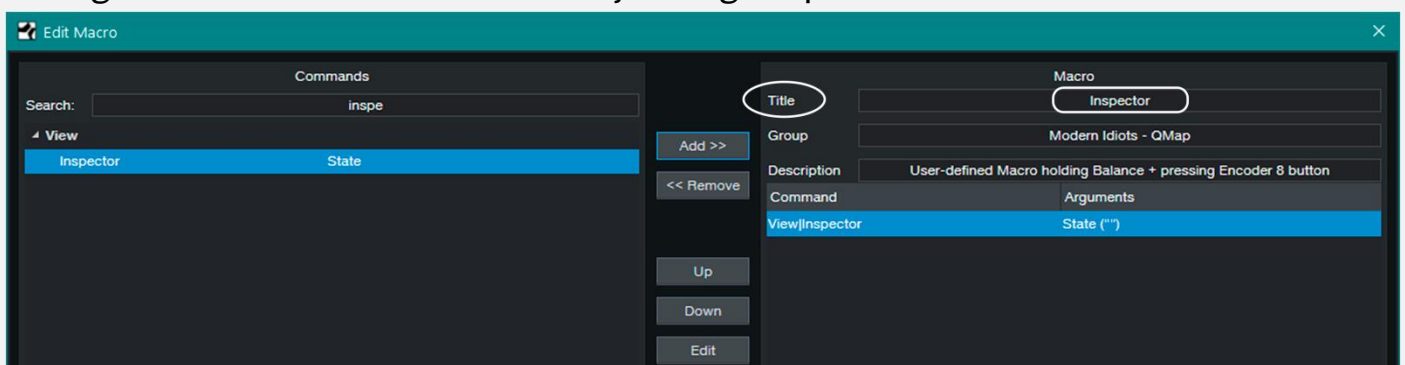 Edit Macro
Commands
Search: inspe
View
Inspector State
Add >>
<< Remove
Up
Down
Edit
Macro
Title Inspector
Group Modern Idiots - QMap
Description User-defined Macro holding Balance + pressing Encoder 8 button
Command Arguments
View|Inspector State ("")